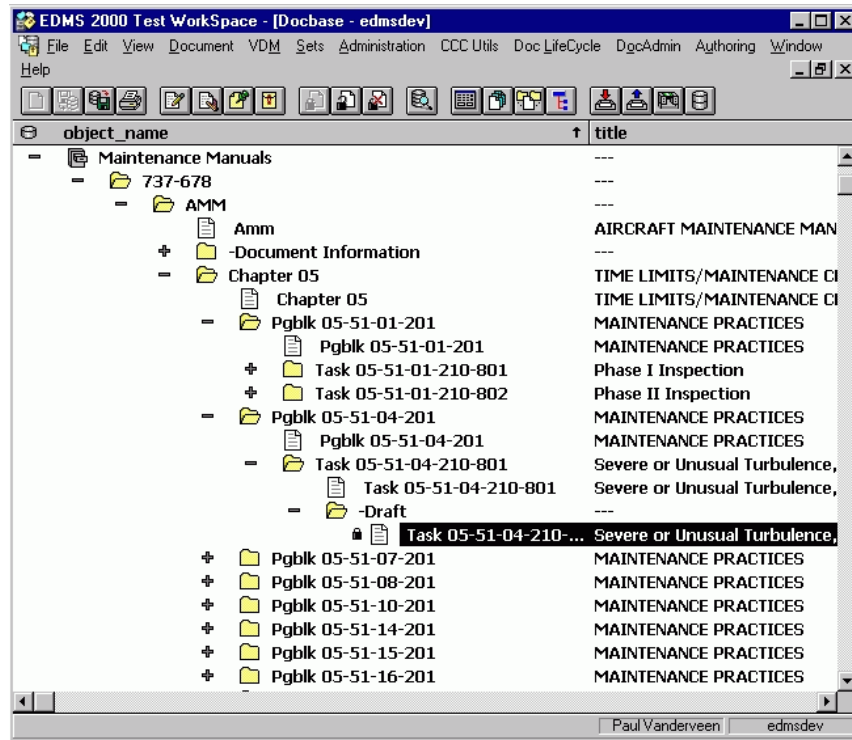 EDMS 2000 Test WorkSpace - [Docbase - edmsdev]
File Edit View Document VDM Sets Administration CCC Utils Doc LifeCycle DocAdmin Authoring Window
Help
object_name title
Maintenance Manuals ---
737-678 ---
AMM ---
Amm AIRCRAFT MAINTENANCE MAN
-Document Information ---
Chapter 05 TIME LIMITS/MAINTENANCE
Chapter 05 TIME LIMITS/MAINTENANCE
Pgblk 05-51-01-201 MAINTENANCE PRACTICES
Pgblk 05-51-01-201 MAINTENANCE PRACTICES
Task 05-51-01-210-801 Phase I Inspection
Task 05-51-01-210-802 Phase II Inspection
Pgblk 05-51-04-201 MAINTENANCE PRACTICES
Pgblk 05-51-04-201 MAINTENANCE PRACTICES
Task 05-51-04-210-801 Severe or Unusual Turbulence,
Task 05-51-04-210-801 Severe or Unusual Turbulence,
-Draft ---
Task 05-51-04-210-... Severe or Unusual Turbulence,
Pgblk 05-51-07-201 MAINTENANCE PRACTICES
Pgblk 05-51-08-201 MAINTENANCE PRACTICES
Pgblk 05-51-10-201 MAINTENANCE PRACTICES
Pgblk 05-51-14-201 MAINTENANCE PRACTICES
Pgblk 05-51-15-201 MAINTENANCE PRACTICES
Pgblk 05-51-16-201 MAINTENANCE PRACTICES
Paul Vanderveen edmsdev